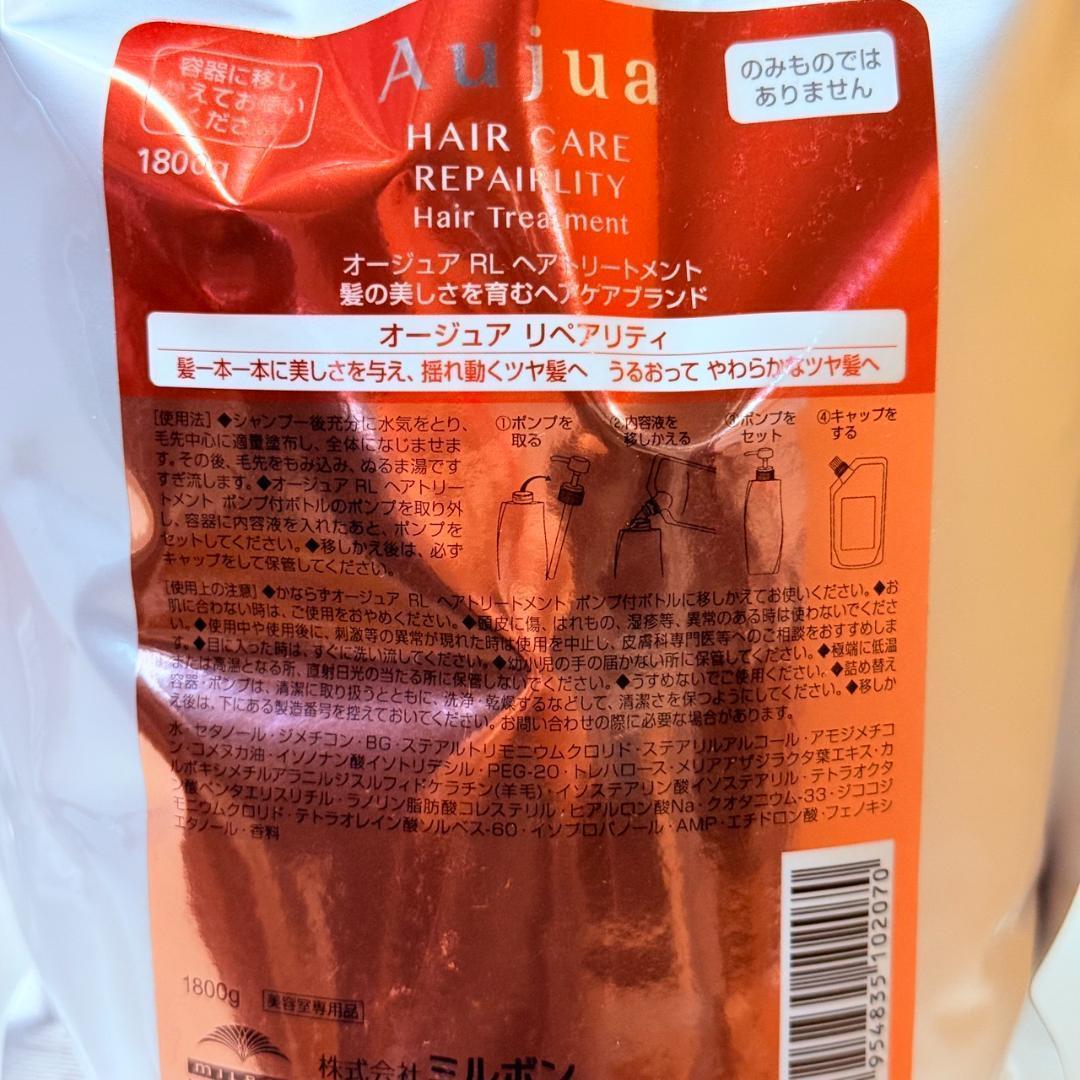 容器に移し
かえてお使い
ください
1800g
Aujua
のみものでは
ありません
HAIR CARE
REPAIRLITY
Hair Treatment
オージュア RL ヘアトリートメント
髪の美しさを育むヘアケアブランド
オージュア リペアリティ
髪一本一本に美しさを与え、揺れ動くツヤ髪へ うるおって やわらかなツヤ髪へ
[使用法] ◆シャンプー後充分に水気をとり、
毛先中心に適量塗布し、全体になじませま
す。その後、毛先をもみ込み、ぬるま湯です
すぎ流します。◆オージュア RL ヘアトリー
トメント ポンプ付ボトルのポンプを取り外
し、容器に内容液を入れたあと、ポンプを
セットしてください。◆移しかえ後は、必ず
キャップをして保管してください。
①ポンプを
取る
②内容液を
移しかえる
③ポンプを
セット
④キャップを
する
[使用上の注意] ◆かならずオージュア RL ヘアトリートメント ポンプ付ボトルに移しかえてお使いください。◆お
肌に合わない時は、ご使用をおやめください。◆頭皮に傷、はれもの、湿疹等、異常のある時は使わないでくださ
い。◆使用中や使用後に、刺激等の異常が現れた時は使用を中止し、皮膚科専門医等へのご相談をおすすめしま
す。◆目に入った時は、すぐに洗い流してください。◆幼小児の手の届かない所に保管してください。◆極端に低温
または高温となる所、直射日光の当たる所に保管しないでください。◆うすめないでご使用ください。◆詰め替え
容器・ポンプは、清潔に取り扱うとともに、洗浄・乾燥するなどして、清潔さを保つようにしてください。◆移しか
え後は、下にある製造番号を控えておいてください。お問い合わせの際に必要な場合があります。
水・セタノール・ジメチコン・BG・ステアルトリモニウムクロリド・ステアリルアルコール・アモジメチコ
ン・コメヌカ油・イソノナン酸イソトリデシル・PEG-20・トレハロース・メリアアザジラクタ葉エキス・カ
ルボキシメチルアラニルジスルフィドケラチン(羊毛)・イソステアリン酸イソステアリル・テトラオクタ
ン酸ペンタエリスリチル・ラノリン脂肪酸コレステリル・ヒアルロン酸Na・クオタニウム-33・ジココジ
モニウムクロリド・テトラオレイン酸ソルベス-60・イソプロパノール・AMP・エチドロン酸・フェノキシ
エタノール・香料
1800g
美容室専用品
株式会社 ミルボン
954835 102070